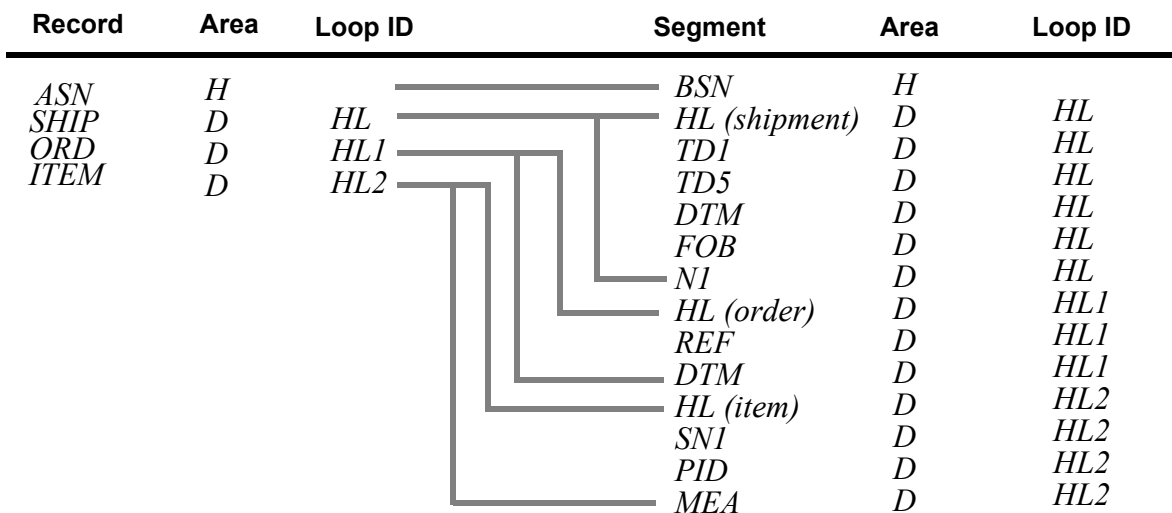 Record Area Loop ID Segment Area Loop ID
ASN H BSN H
SHIP D HL HL (shipment) D HL
ORD D HL1 TD1 D HL
ITEM D HL2 TD5 D HL
DTM D HL
FOB D HL
N1 D HL
HL (order) D HL1
REF D HL1
DTM D HL1
HL (item) D HL2
SN1 D HL2
PID D HL2
MEA D HL2